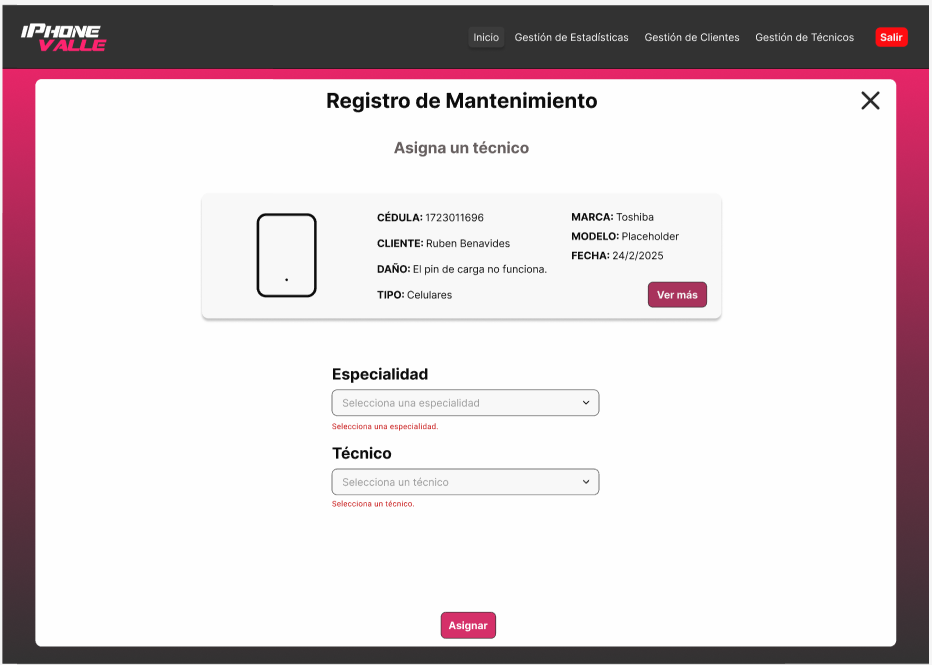 iPHONE
VALLE
Inicio Gestión de Estadísticas Gestión de Clientes Gestión de Técnicos Salir
Registro de Mantenimiento
Asigna un técnico
CÉDULA: 1723011696
CLIENTE: Ruben Benavides
DAÑO: El pin de carga no funciona.
TIPO: Celulares
MARCA: Toshiba
MODELO: Placeholder
FECHA: 24/2/2025
Ver más
Especialidad
Selecciona una especialidad
Selecciona una especialidad.
Técnico
Selecciona un técnico
Selecciona un técnico.
Asignar